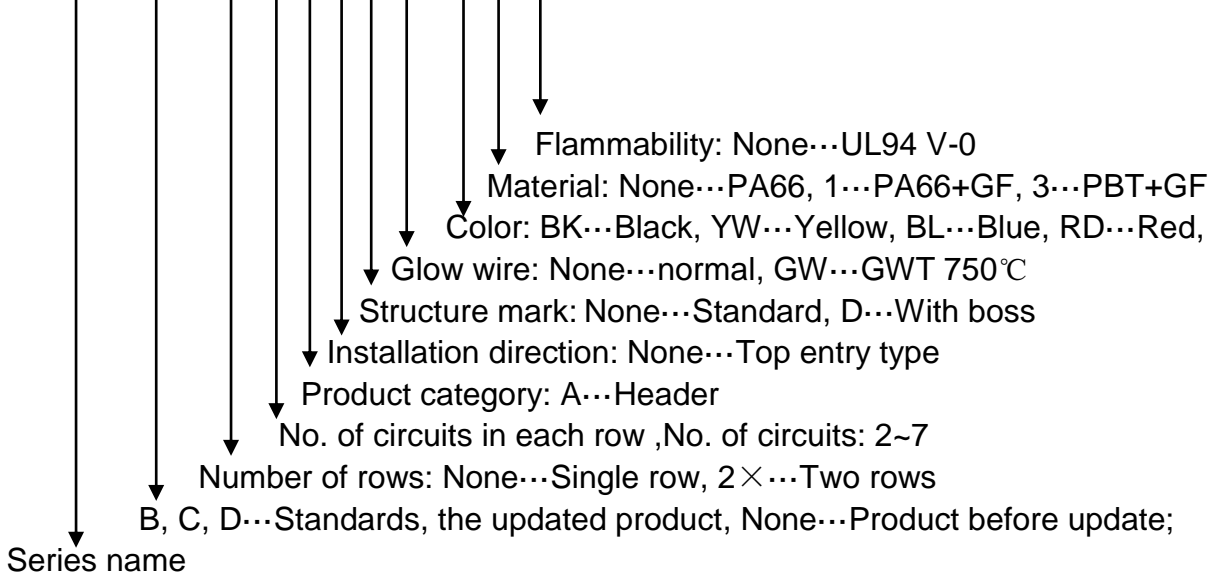 Flammability: None···UL94 V-0
Material: None···PA66, 1···PA66+GF, 3···PBT+GF
Color: BK···Black, YW···Yellow, BL···Blue, RD···Red,
Glow wire: None···normal, GW···GWT 750℃
Structure mark: None···Standard, D···With boss
Installation direction: None···Top entry type
Product category: A···Header
No. of circuits in each row ,No. of circuits: 2~7
Number of rows: None···Single row, 2×···Two rows
B, C, D···Standards, the updated product, None···Product before update;
Series name